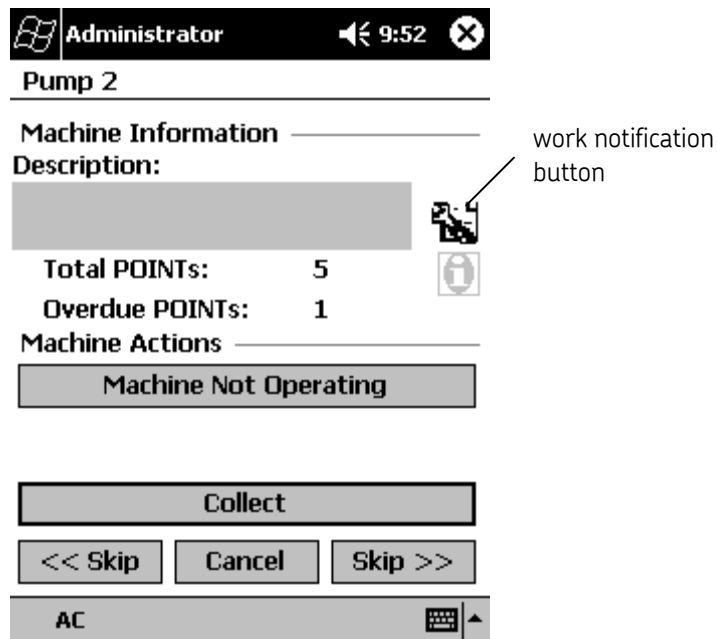 Administrator 9:52
Pump 2
Machine Information
work notification
button
Description:
Total POINTs: 5
Overdue POINTs: 1
Machine Actions
Machine Not Operating
Collect
<< Skip Cancel Skip >>
AC